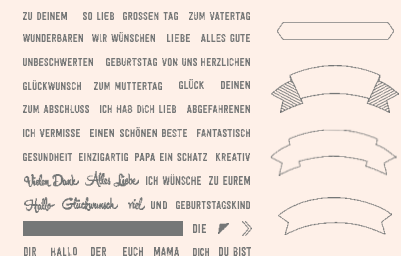 ZU DEINEM SO LIEB GROSSEN TAG ZUM VATERTAG
WUNDERBAREN WIR WÜNSCHEN LIEBE ALLES GUTE
UNBESCHWERTEN GEBURTSTAG VON UNS HERZLICHEN
GLÜCKWUNSCH ZUM MUTTERTAG GLÜCK DEINEN
ZUM ABSCHLUSS ICH HAB DICH LIEB ABGEFAHRENEN
ICH VERMISSE EINEN SCHÖNEN BESTE FANTASTISCH
GESUNDHEIT EINZIGARTIG PAPA EIN SCHATZ KREATIV
Vielen Dank Alles Liebe ICH WÜNSCHE ZU EUREM
Hallo Glückwunsch viel UND GEBURTSTAGSKIND
DIE
DIR HALLO DER EUCH MAMA DICH DU BIST